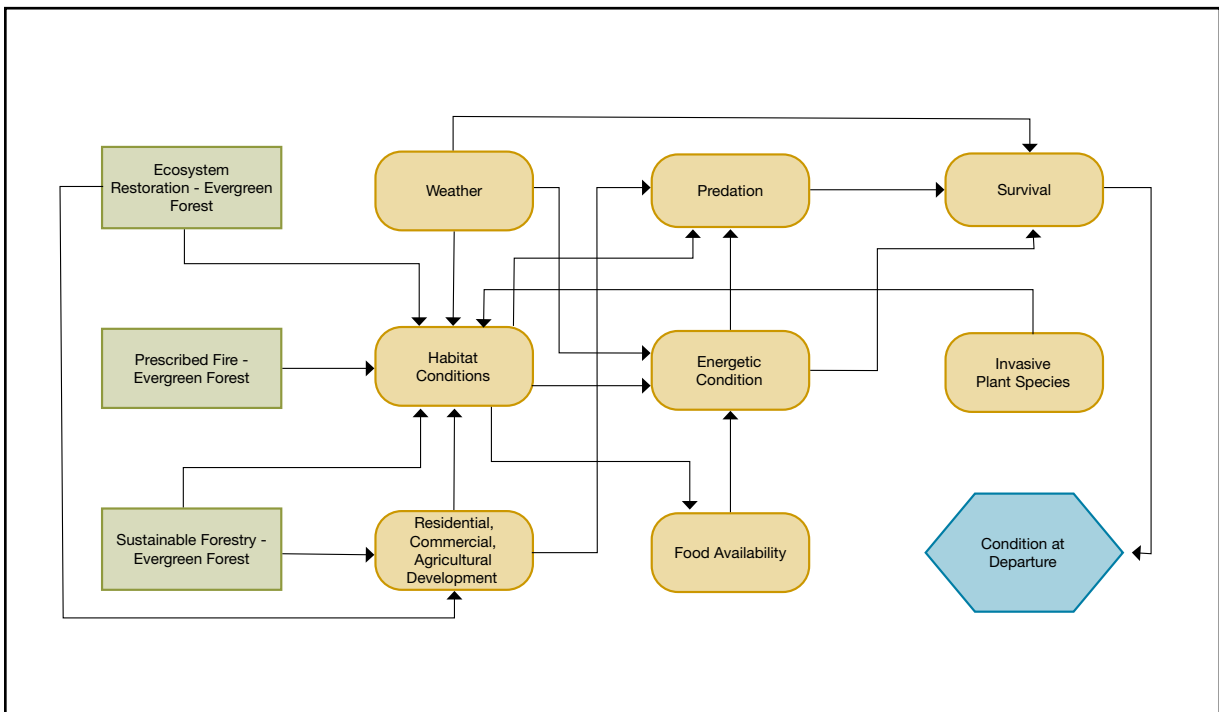 Ecosystem
Restoration - Evergreen
Forest
Weather
Predation
Survival
Prescribed Fire -
Evergreen Forest
Habitat
Conditions
Energetic
Condition
Invasive
Plant Species
Sustainable Forestry -
Evergreen Forest
Residential,
Commercial,
Agricultural
Development
Food Availability
Condition at
Departure